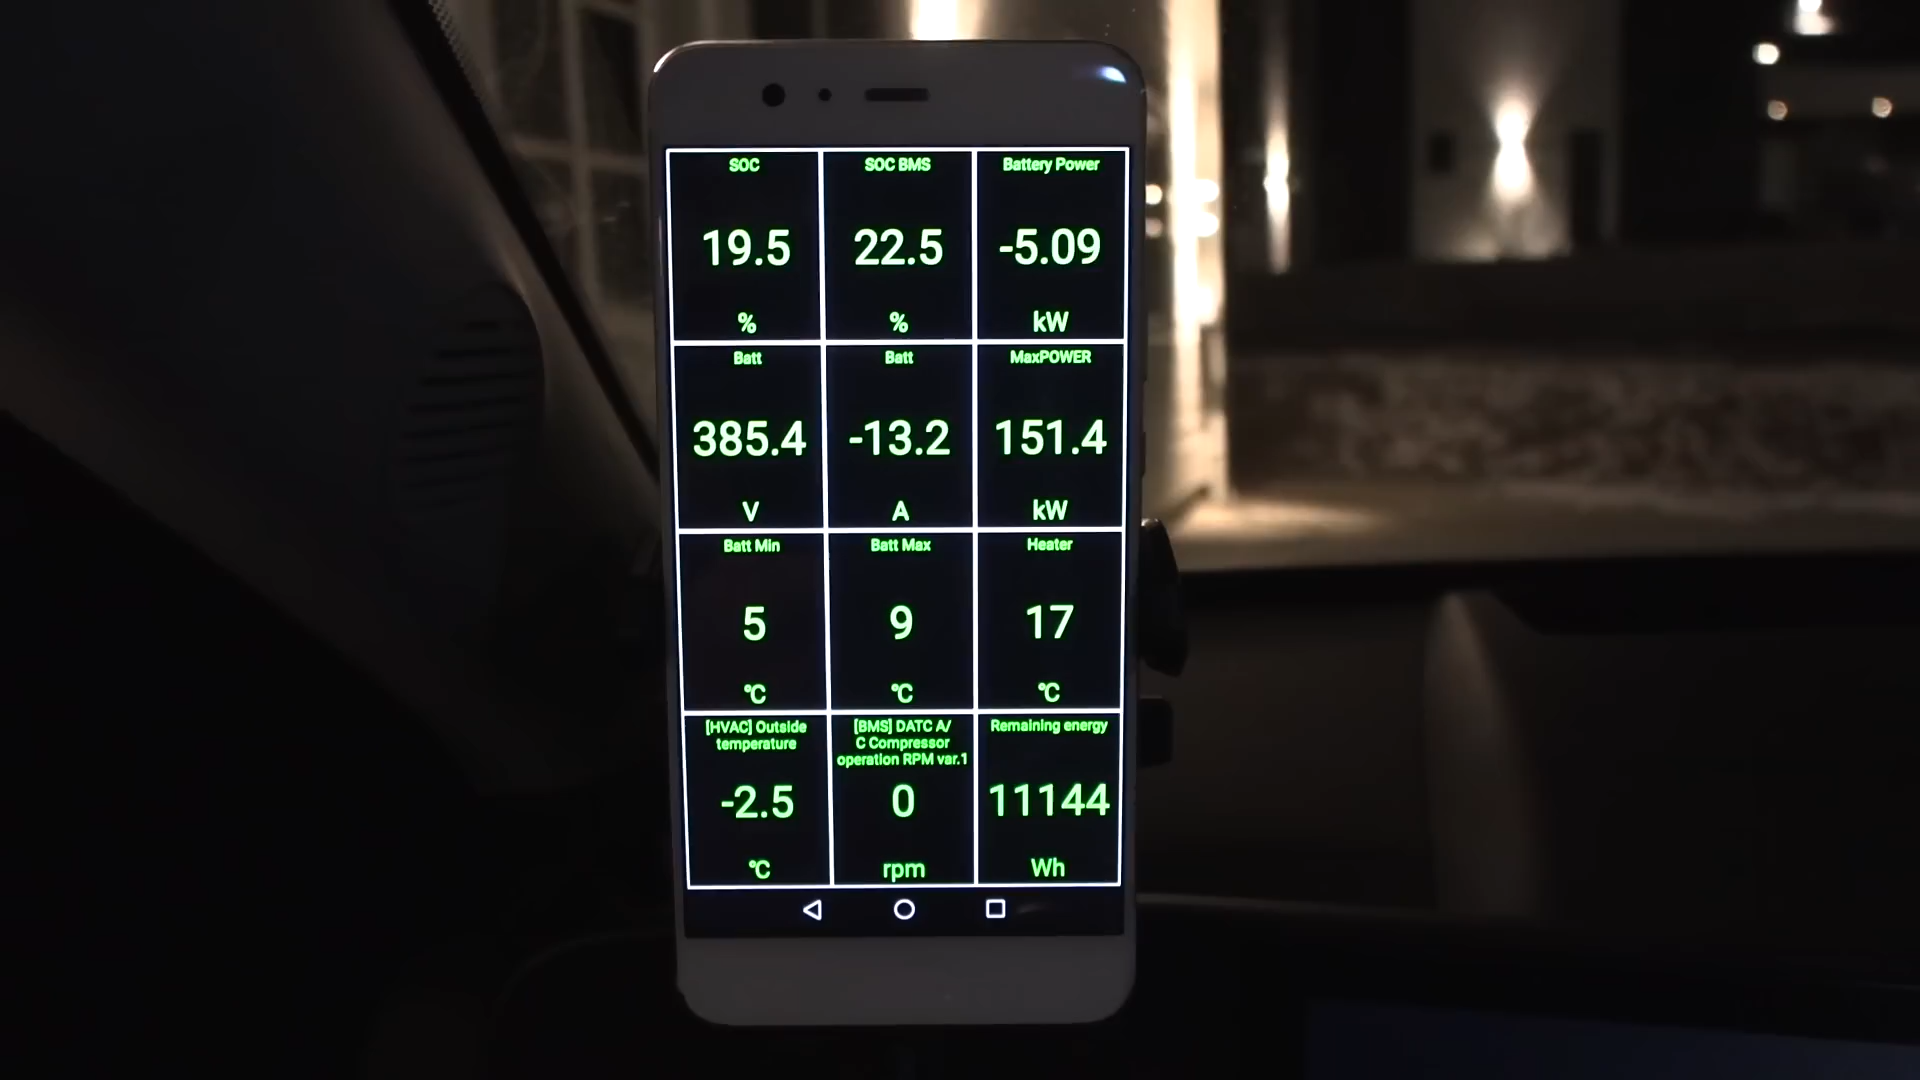 SOC
19.5
%
SOC BMS
22.5
%
Battery Power
-5.09
kW
Batt
385.4
V
Batt
-13.2
A
MaxPOWER
151.4
kW
Batt Min
5
℃
Batt Max
9
℃
Heater
17
℃
[HVAC] Outside
temperature
-2.5
℃
[BMS] DATC A/
C Compressor
operation RPM var.1
0
rpm
Remaining energy
11144
Wh